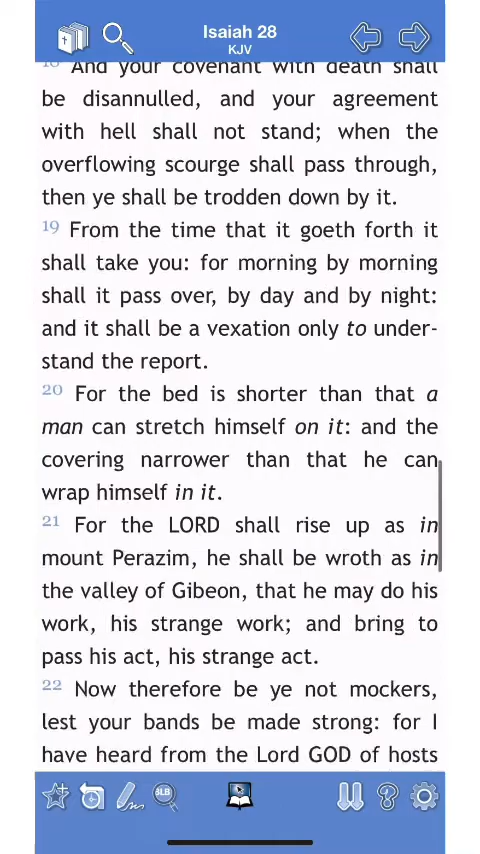 Isaiah 28
KJV
18 And your covenant with death shall
be disannulled, and your agreement
with hell shall not stand; when the
overflowing scourge shall pass through,
then ye shall be trodden down by it.
19 From the time that it goeth forth it
shall take you: for morning by morning
shall it pass over, by day and by night:
and it shall be a vexation only to under-
stand the report.
20 For the bed is shorter than that a
man can stretch himself on it: and the
covering narrower than that he can
wrap himself in it.
21 For the LORD shall rise up as in
mount Perazim, he shall be wroth as in
the valley of Gibeon, that he may do his
work, his strange work; and bring to
pass his act, his strange act.
22 Now therefore be ye not mockers,
lest your bands be made strong: for I
have heard from the Lord GOD of hosts
BLB